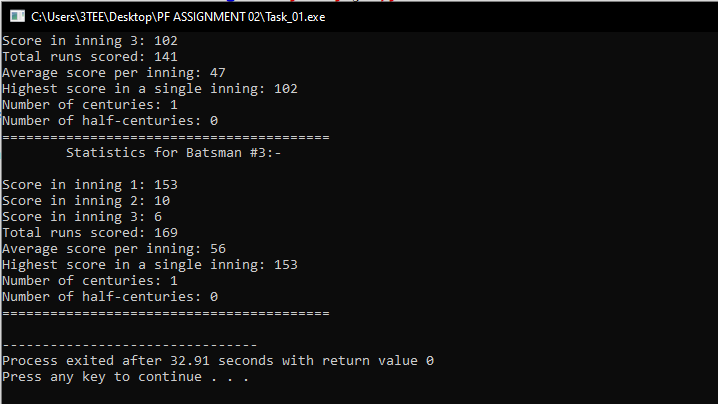 C:\Users\3TEE\Desktop\PF ASSIGNMENT 02\Task_01.exe
Score in inning 3: 102
Total runs scored: 141
Average score per inning: 47
Highest score in a single inning: 102
Number of centuries: 1
Number of half-centuries: 0
=========================================
        Statistics for Batsman #3:-

Score in inning 1: 153
Score in inning 2: 10
Score in inning 3: 6
Total runs scored: 169
Average score per inning: 56
Highest score in a single inning: 153
Number of centuries: 1
Number of half-centuries: 0
=========================================

--------------------------------
Process exited after 32.91 seconds with return value 0
Press any key to continue . . .